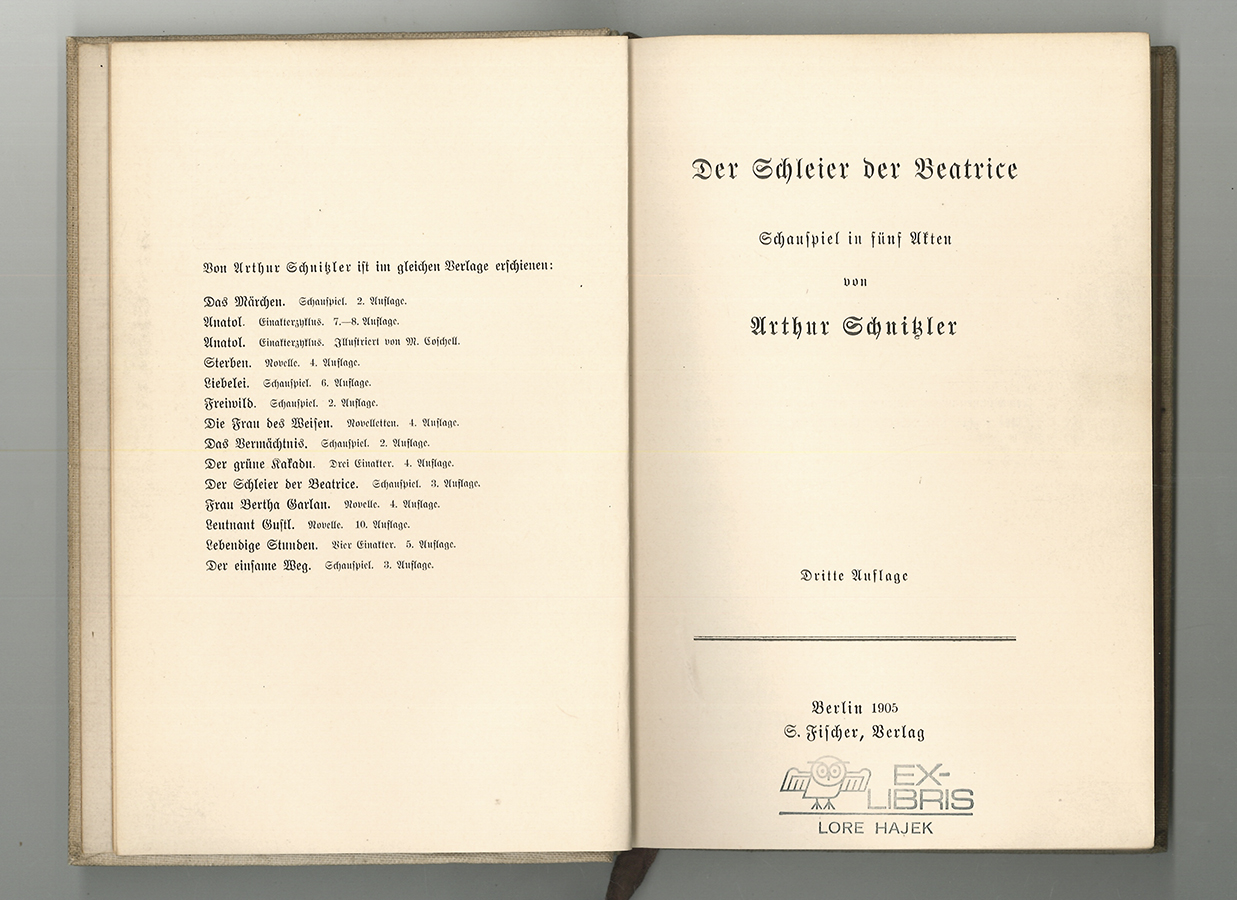 Von Arthur Schnitzler ist im gleichen Verlage erschienen:
Das Märchen. Schauspiel. 2. Auflage.
Anatol. Einakterzyklus. 7.—8. Auflage.
Anatol. Einakterzyklus. Illustriert von M. Coschell.
Sterben. Novelle. 4. Auflage.
Liebelei. Schauspiel. 6. Auflage.
Freiwild. Schauspiel. 2. Auflage.
Die Frau des Weisen. Novelletten. 4. Auflage.
Das Vermächtnis. Schauspiel. 2. Auflage.
Der grüne Kakadu. Drei Einakter. 4. Auflage.
Der Schleier der Beatrice. Schauspiel. 3. Auflage.
Frau Bertha Garlan. Novelle. 4. Auflage.
Leutnant Gustl. Novelle. 10. Auflage.
Lebendige Stunden. Vier Einakter. 5. Auflage.
Der einsame Weg. Schauspiel. 3. Auflage.
Der Schleier der Beatrice
Schauspiel in fünf Akten
von
Arthur Schnitzler
Dritte Auflage
Berlin 1905
S. Fischer, Verlag
EX-
LIBRIS
LORE HAJEK